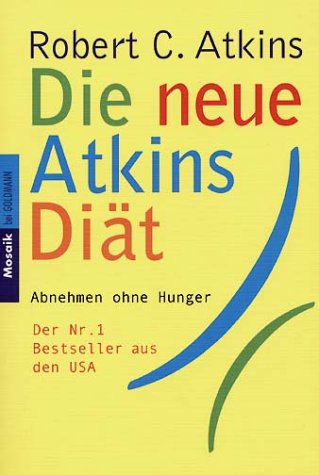 Robert C. Atkins
Die neue
Atkins
Diät
Abnehmen ohne Hunger
Der Nr.1
Bestseller aus
den USA
Mosaik bei GOLDMANN